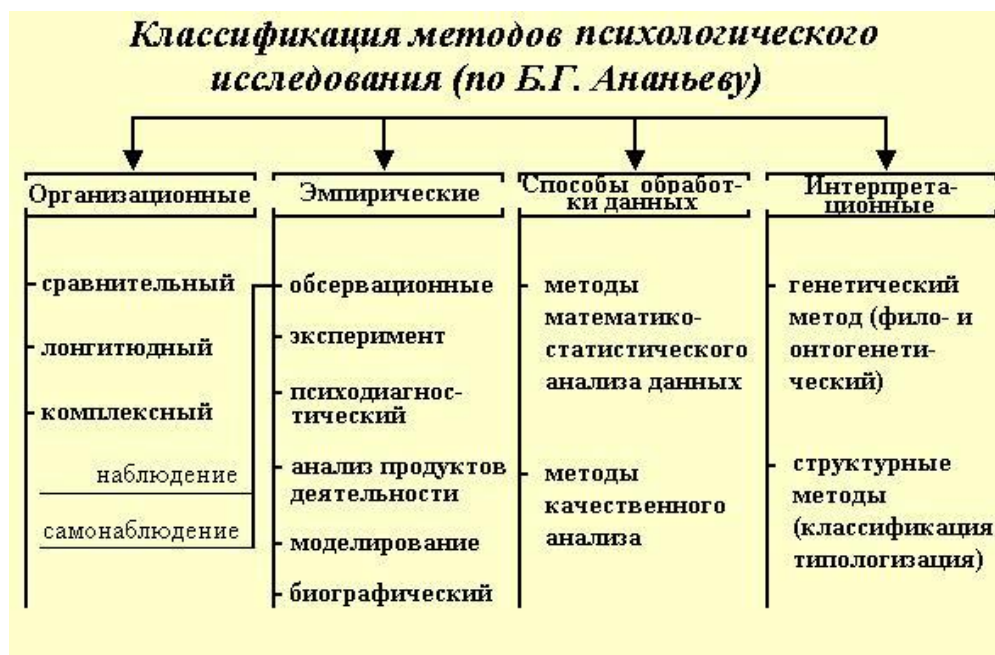 Классификация методов психологического
исследования (по Б.Г. Ананьеву)
Организационные
сравнительный
лонгитюдный
комплексный
наблюдение
самонаблюдение
Эмпирические
обсервационные
эксперимент
психодиагнос-
тический
анализ продуктов
деятельности
моделирование
биографический
Способы обработ-
ки данных
методы
математико-
статистического
анализа данных
методы
качественного
анализа
Интерпрета-
ционные
генетический
метод (фило- и
онтогенети-
ческий)
структурные
методы
(классификация
типологизация)